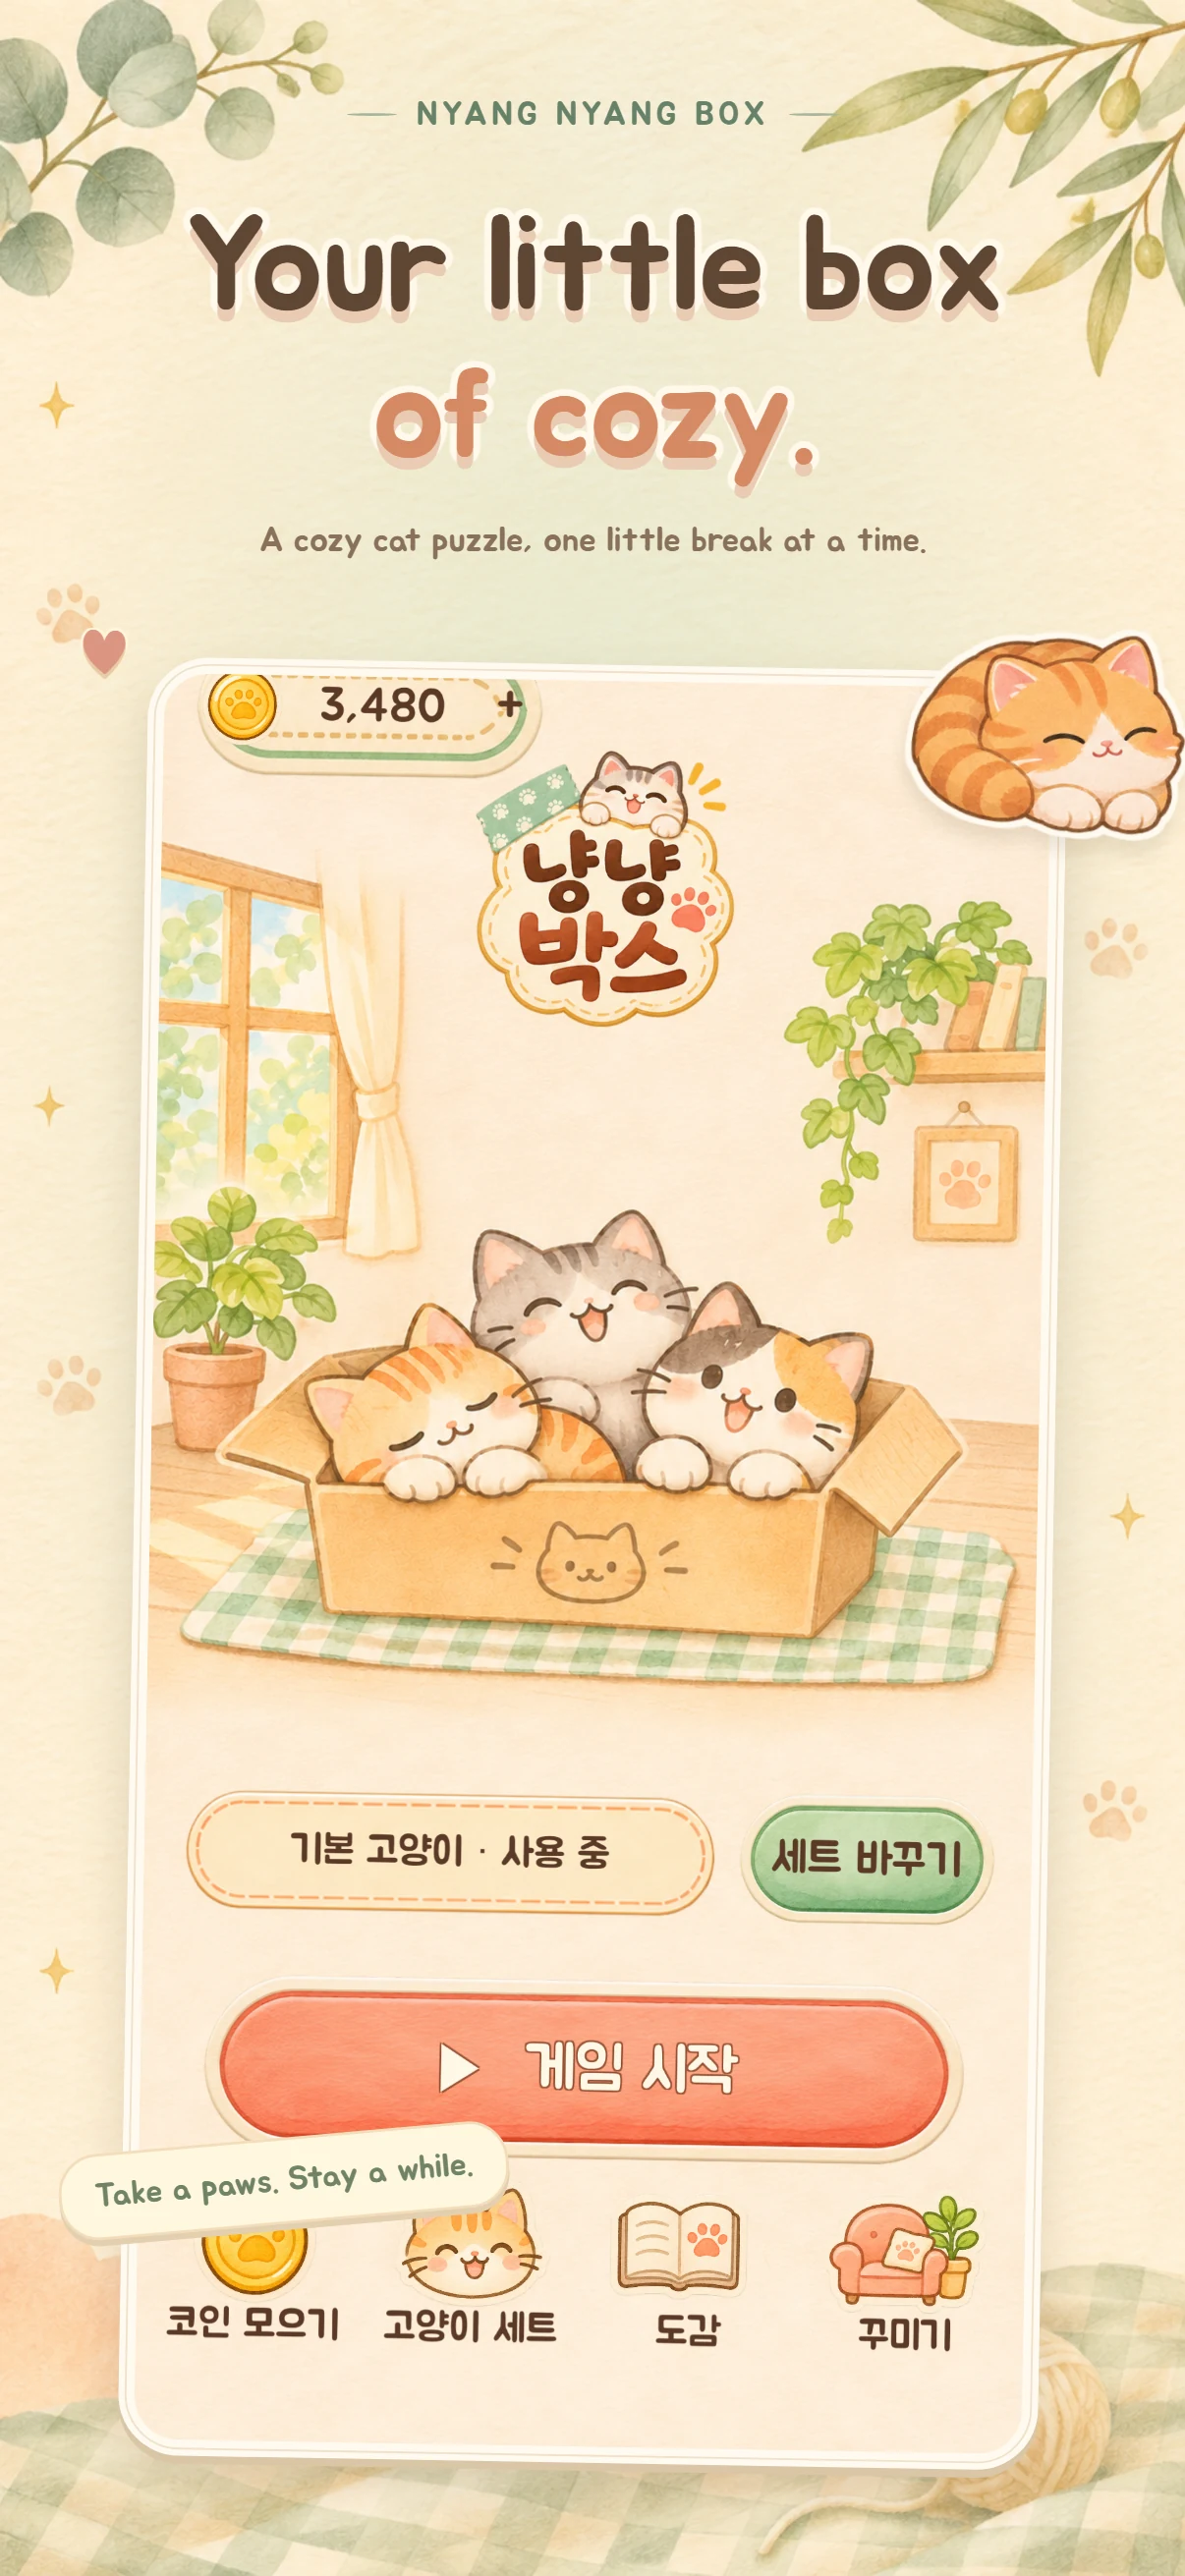 NYANG NYANG BOX
Your little box
of cozy.
A cozy cat puzzle, one little break at a time.
3,480 +
냥냥
박스
기본 고양이 · 사용 중
세트 바꾸기
게임 시작
Take a paws. Stay a while.
코인 모으기
고양이 세트
도감
꾸미기